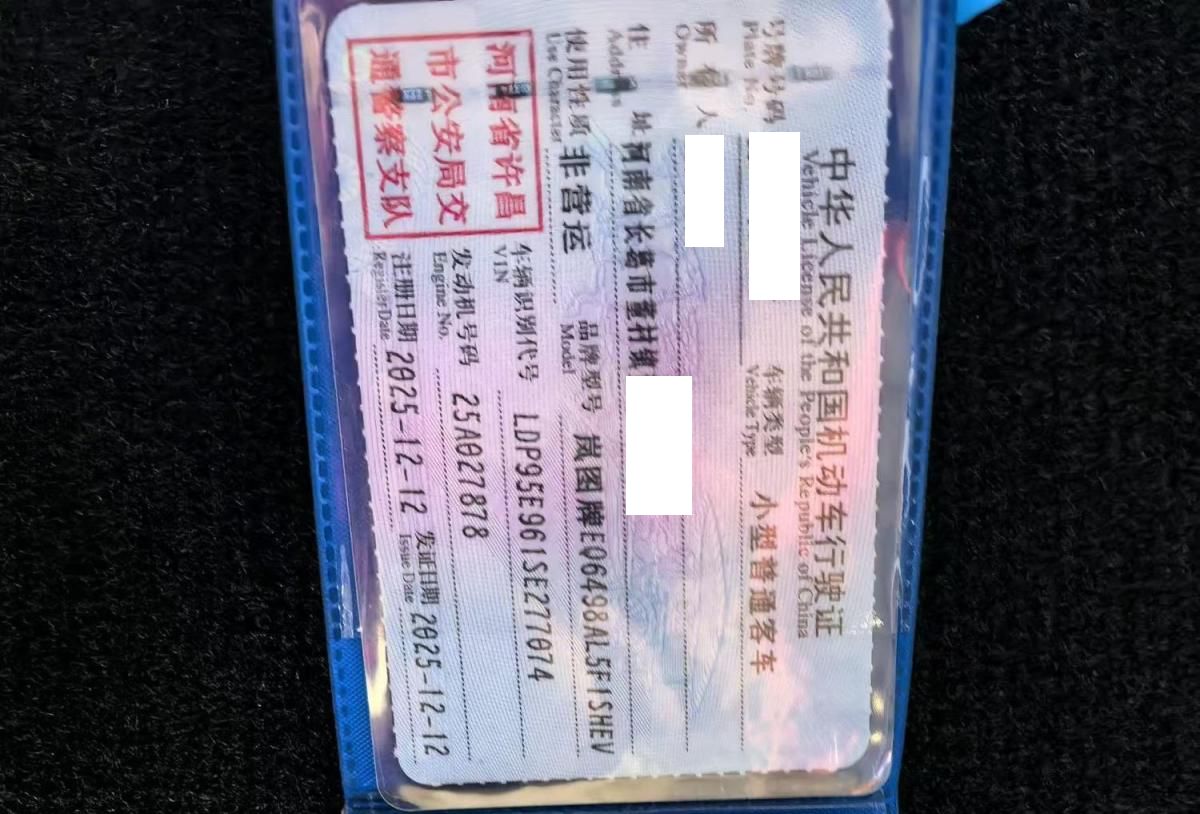 中华人民共和国机动车行驶证
Vehicle License of the People's Republic of China
号牌号码
Plate No.
车辆类型 小型普通客车
Vehicle Type
所有人
Owner
住址 河南省长葛市董村镇
Address
使用性质 非营运
Use Character
品牌型号 岚图牌EQ6498AL5F1SHEV
Model
车辆识别代号 LDP95E961SE277074
VIN
发动机号码 25A027878
Engine No.
注册日期 2025-12-12
Register Date
发证日期 2025-12-12
Issue Date
河南省许昌
市公安局交
通警察支队